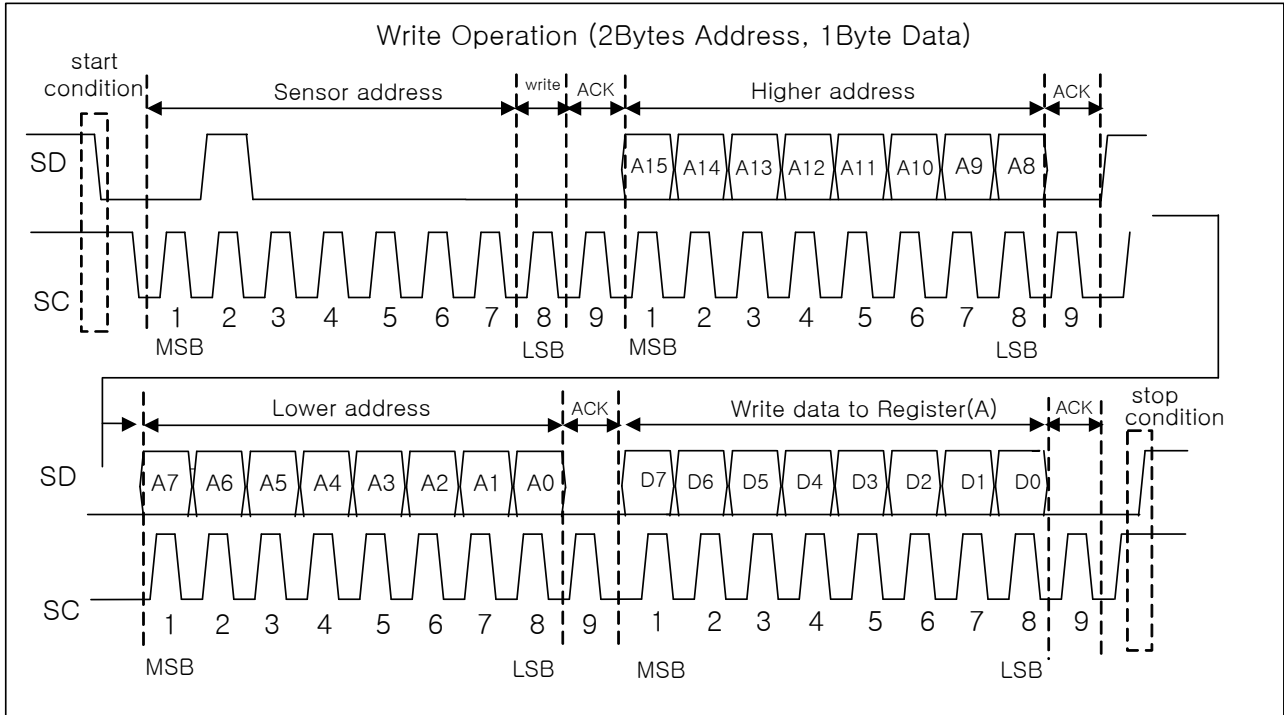 Write Operation (2Bytes Address, 1Byte Data)
start
condition
Sensor address
write
ACK
Higher address
ACK
SD
A15 A14 A13 A12 A11 A10 A9 A8
SC
1 2 3 4 5 6 7 8 9 1 2 3 4 5 6 7 8 9
MSB LSB MSB LSB
Lower address
ACK
Write data to Register(A)
ACK
stop
condition
SD
A7 A6 A5 A4 A3 A2 A1 A0 D7 D6 D5 D4 D3 D2 D1 D0
SC
1 2 3 4 5 6 7 8 9 1 2 3 4 5 6 7 8 9
MSB LSB MSB LSB